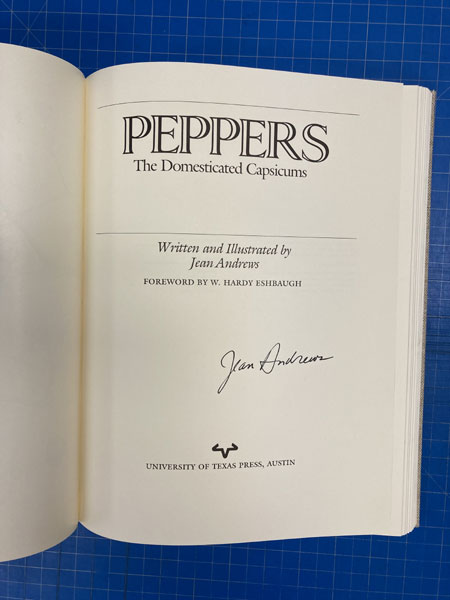 PEPPERS
The Domesticated Capsicums
Written and Illustrated by
Jean Andrews
FOREWORD BY W. HARDY ESHBAUGH
Jean Andrews
UNIVERSITY OF TEXAS PRESS, AUSTIN